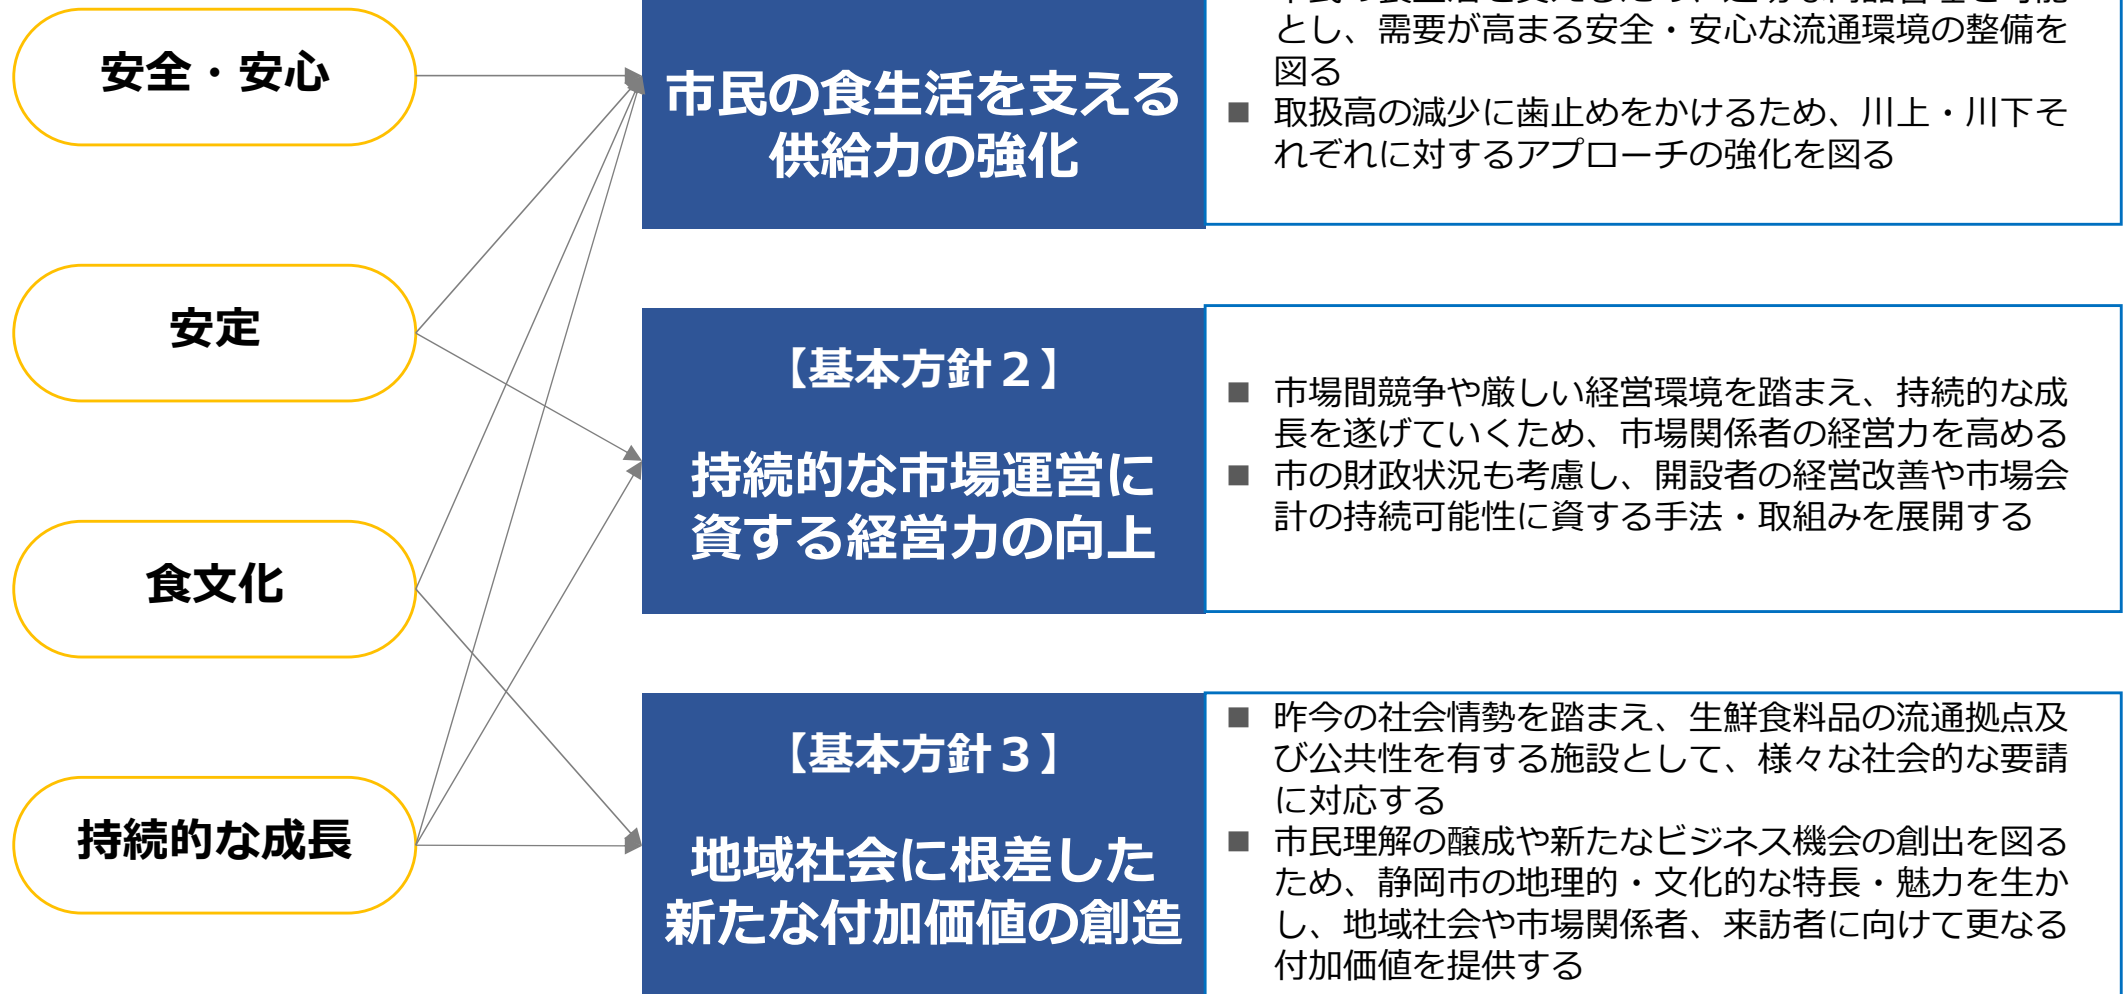 安全・安心
安定
食文化
持続的な成長
市民の食生活を支える
供給力の強化
とし、需要が高まる安全・安心な流通環境の整備を
図る
■ 取扱高の減少に歯止めをかけるため、川上・川下そ
れぞれに対するアプローチの強化を図る
【基本方針２】
持続的な市場運営に
資する経営力の向上
■ 市場間競争や厳しい経営環境を踏まえ、持続的な成
長を遂げていくため、市場関係者の経営力を高める
■ 市の財政状況も考慮し、開設者の経営改善や市場会
計の持続可能性に資する手法・取組みを展開する
【基本方針３】
地域社会に根差した
新たな付加価値の創造
■ 昨今の社会情勢を踏まえ、生鮮食料品の流通拠点及
び公共性を有する施設として、様々な社会的な要請
に対応する
■ 市民理解の醸成や新たなビジネス機会の創出を図る
ため、静岡市の地理的・文化的な特長・魅力を生か
し、地域社会や市場関係者、来訪者に向けて更なる
付加価値を提供する